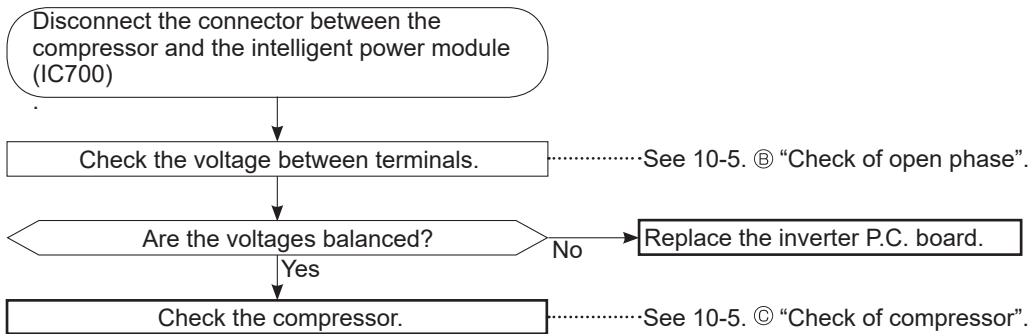 Disconnect the connector between the
compressor and the intelligent power module
(IC700)
.
Check the voltage between terminals.
See 10-5. Ⓑ “Check of open phase”.
Are the voltages balanced?
No
Replace the inverter P.C. board.
Yes
Check the compressor.
See 10-5. Ⓒ “Check of compressor”.